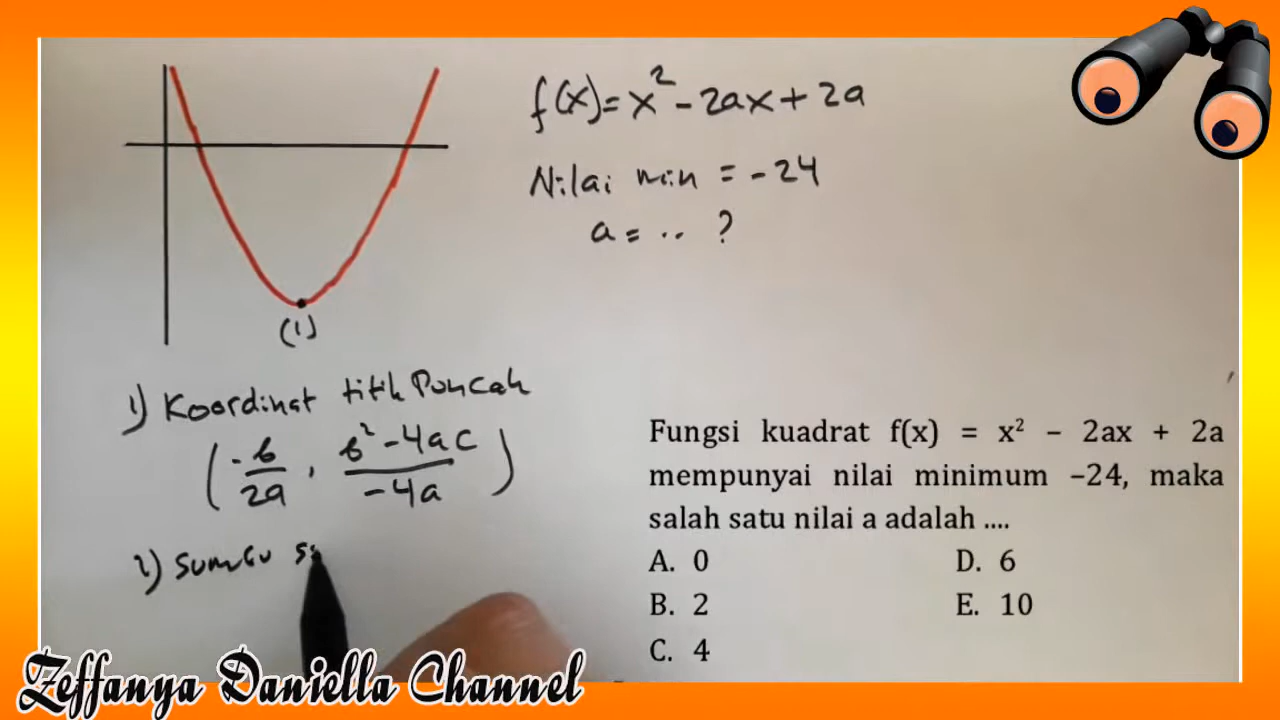 f(x) = x² - 2ax + 2a
Nilai min = -24
a = .. ?
(1)
1) Koordinat titik Puncak
(-b/2a , b² - 4ac/-4a)
2) Sumbu s
Fungsi kuadrat f(x) = x² − 2ax + 2a
mempunyai nilai minimum −24, maka
salah satu nilai a adalah ....
A. 0
B. 2
C. 4
D. 6
E. 10
Zeffanya Daniella Channel